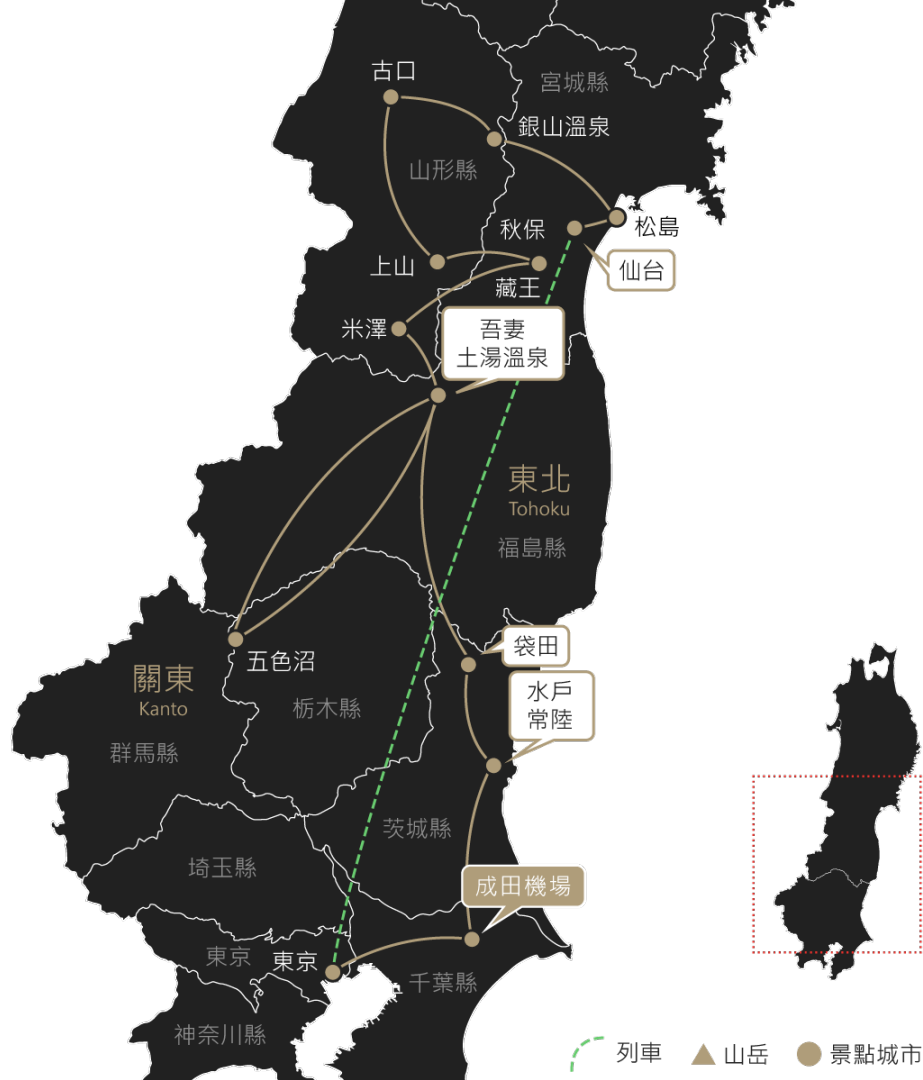 古口
宮城縣
銀山溫泉
山形縣
秋保
松島
上山
仙台
藏王
米澤
吾妻
土湯溫泉
東北
Tohoku
福島縣
袋田
五色沼
關東
Kanto
水戶
常陸
栃木縣
群馬縣
茨城縣
埼玉縣
成田機場
東京
東京
千葉縣
神奈川縣
列車
山岳
景點城市